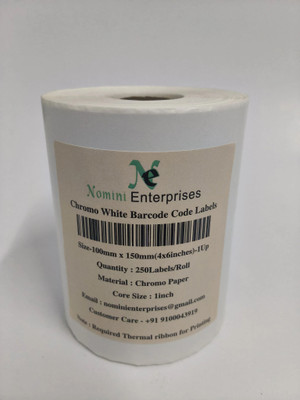 Ne
Nomini Enterprises
Chromo White Barcode Code Labels
Size-100mm x 150mm(4x6inches)-1Up
Quantity : 250Labels/Roll
Material : Chromo Paper
Core Size : 1inch
Email : nominienterprises@gmail.com
Customer Care - +91 9100043919
Note : Required Thermal ribbon for Printing